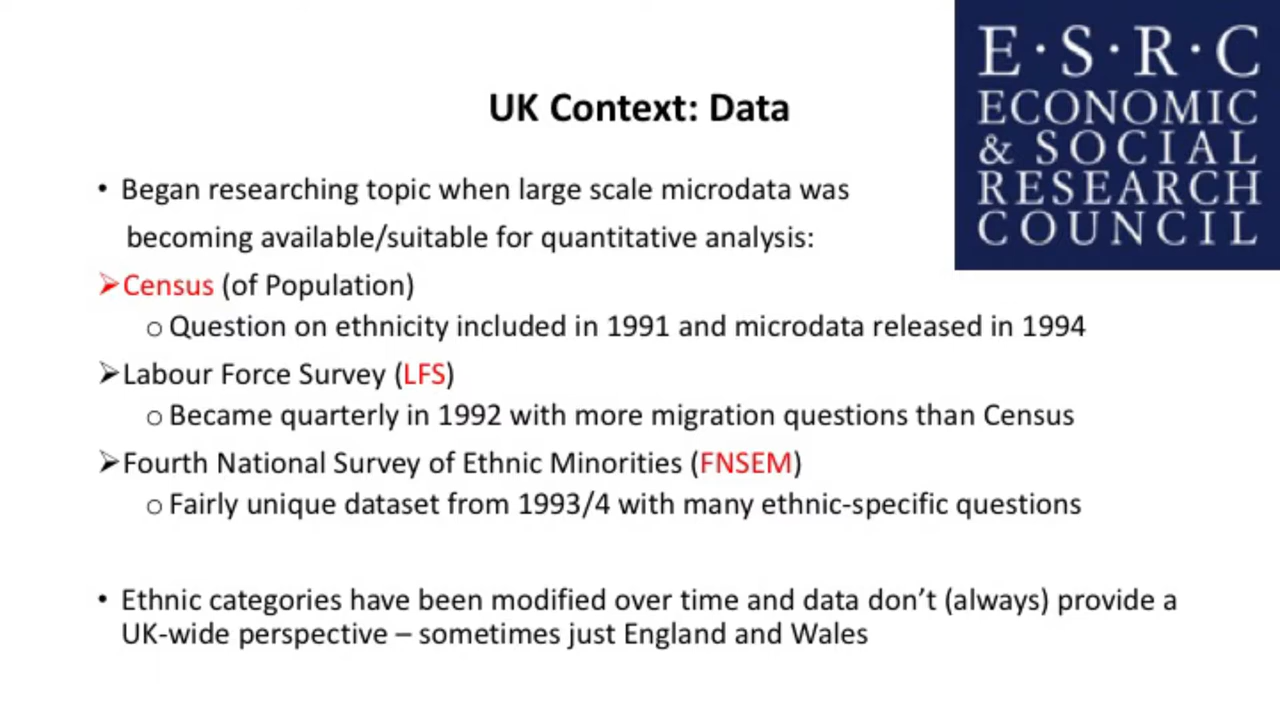 E·S·R·C
ECONOMIC
& SOCIAL
RESEARCH
COUNCIL
UK Context: Data
• Began researching topic when large scale microdata was
becoming available/suitable for quantitative analysis:
➢Census (of Population)
o Question on ethnicity included in 1991 and microdata released in 1994
➢Labour Force Survey (LFS)
o Became quarterly in 1992 with more migration questions than Census
➢Fourth National Survey of Ethnic Minorities (FNSEM)
o Fairly unique dataset from 1993/4 with many ethnic-specific questions
• Ethnic categories have been modified over time and data don’t (always) provide a
UK-wide perspective – sometimes just England and Wales